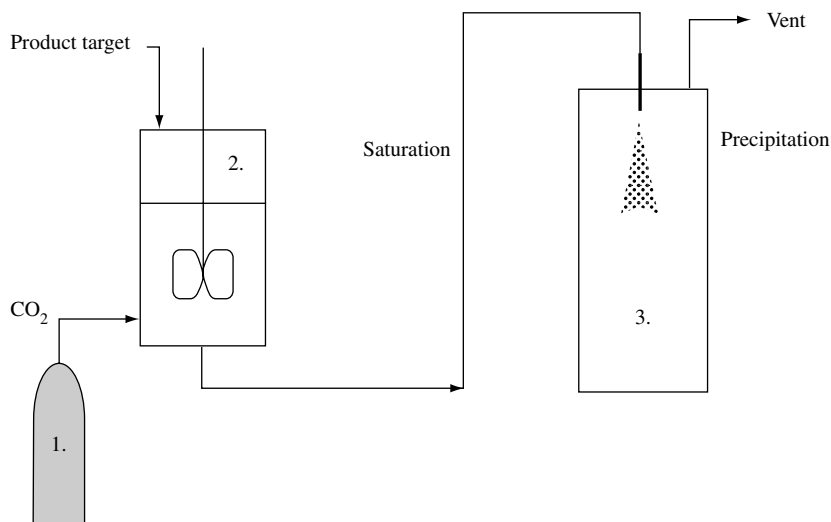 Vent
Product target
2.
Saturation
Precipitation
CO₂
3.
1.